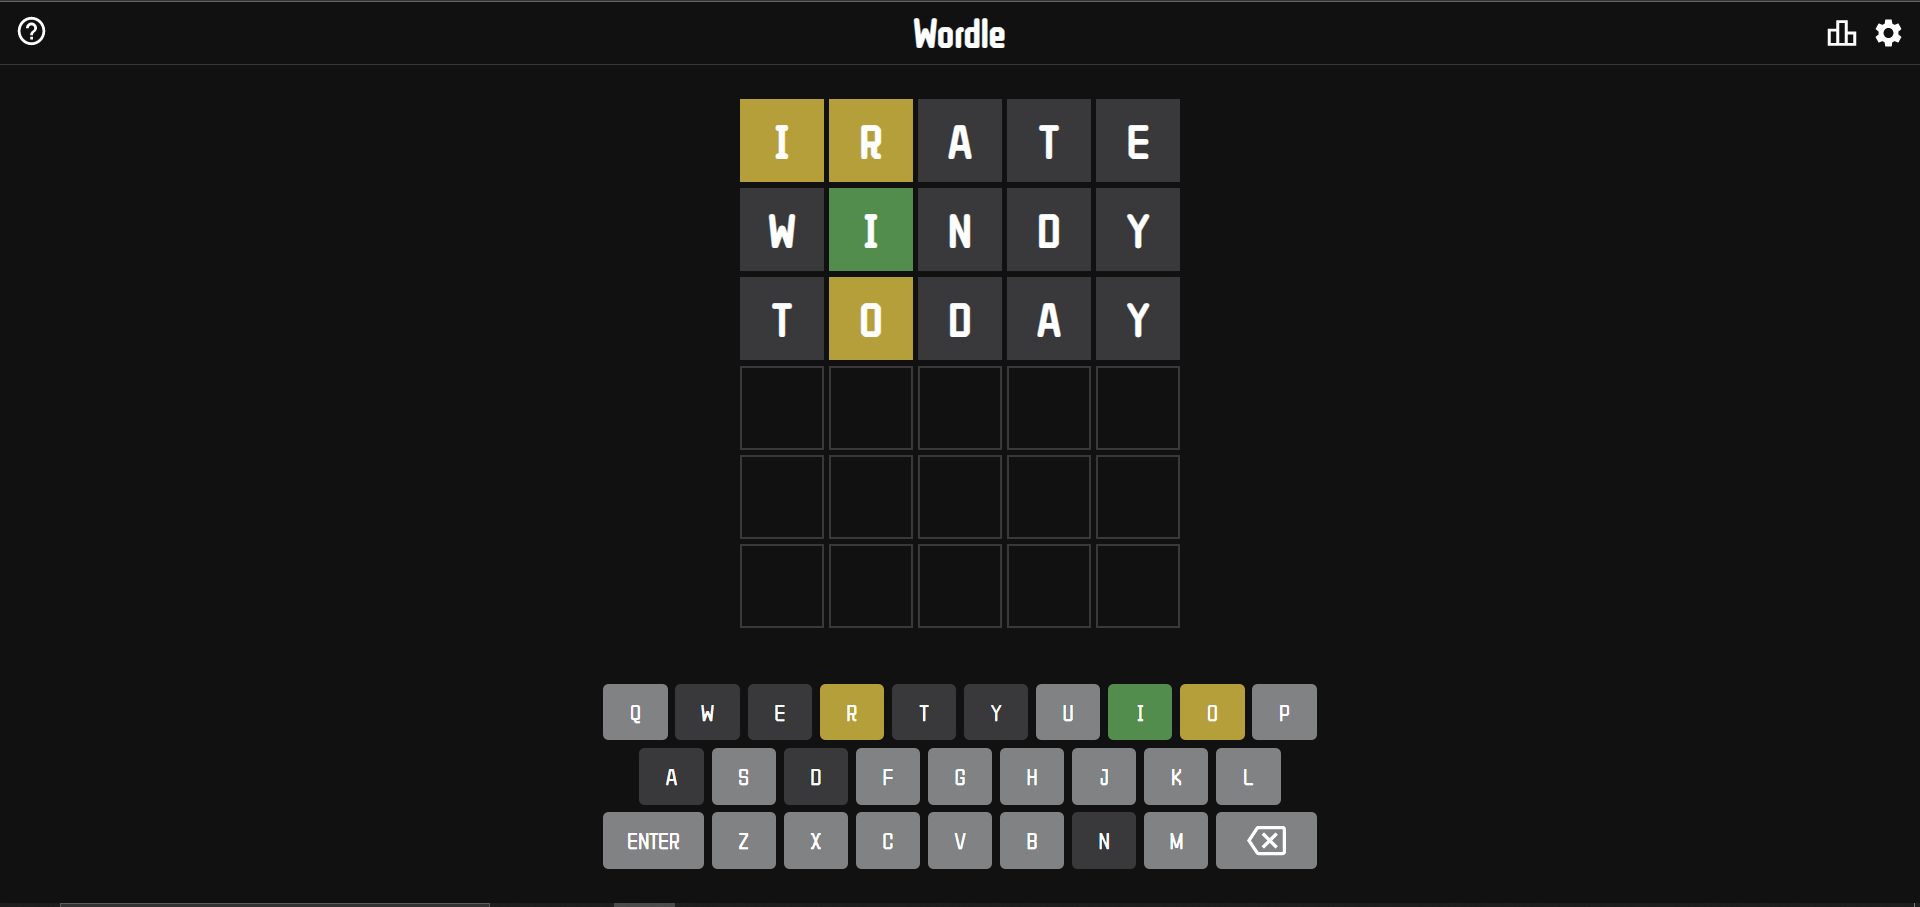 Wordle
I R A T E
W I N D Y
T O D A Y
Q W E R T Y U I O P
A S D F G H J K L
ENTER Z X C V B N M